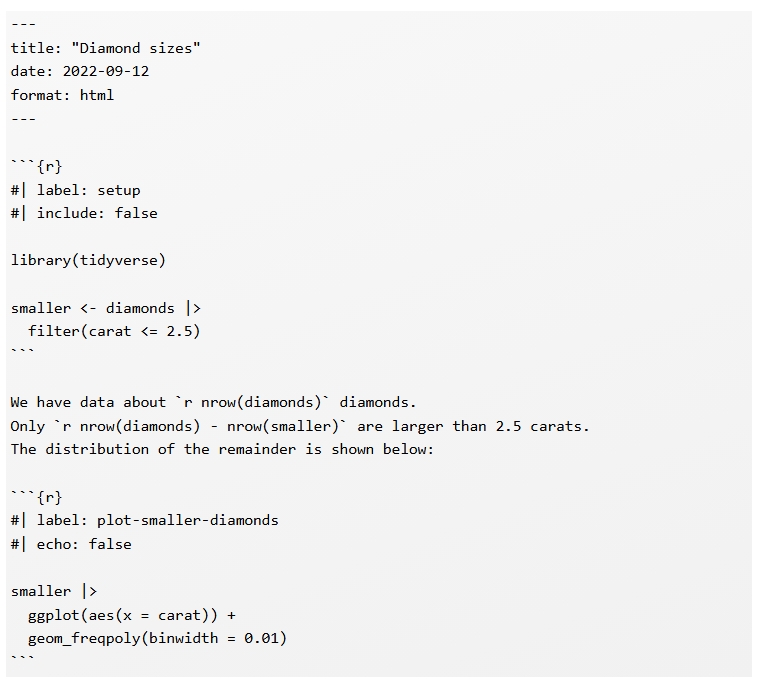 ---
title: "Diamond sizes"
date: 2022-09-12
format: html
---

```{r}
#| label: setup
#| include: false

library(tidyverse)

smaller <- diamonds |>
  filter(carat <= 2.5)
```

We have data about `r nrow(diamonds)` diamonds.
Only `r nrow(diamonds) - nrow(smaller)` are larger than 2.5 carats.
The distribution of the remainder is shown below:

```{r}
#| label: plot-smaller-diamonds
#| echo: false

smaller |>
  ggplot(aes(x = carat)) +
  geom_freqpoly(binwidth = 0.01)
```